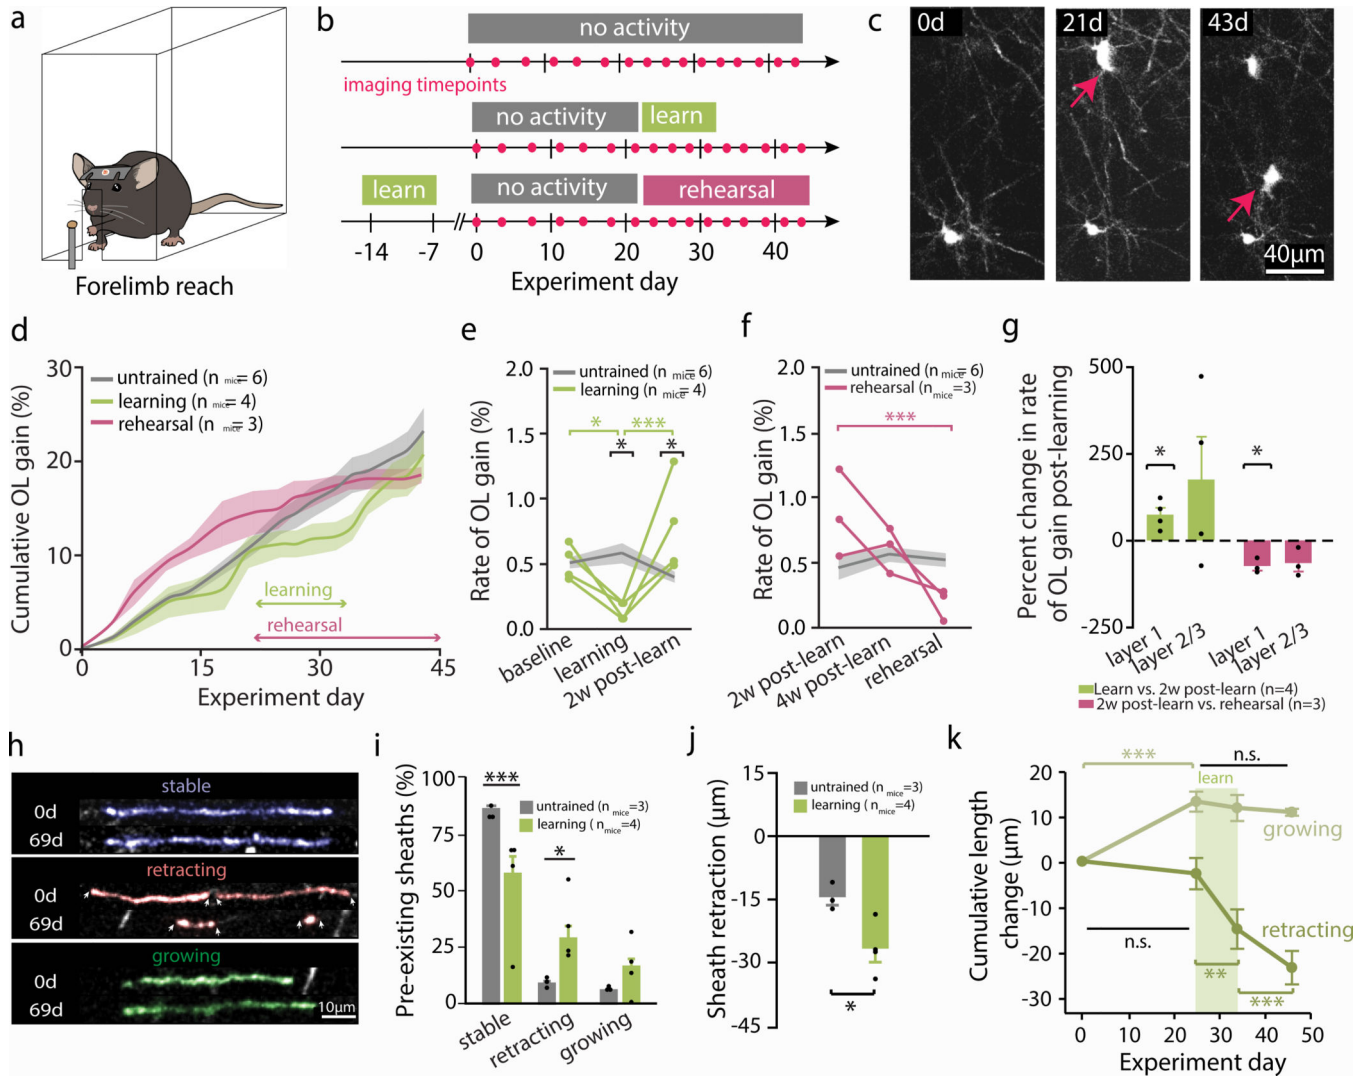 a
Forelimb reach
b
no activity
imaging timepoints
no activity
learn
learn
no activity
rehearsal
-14
-7
0
10
20
30
40
Experiment day
c
0d
21d
43d
40µm
d
Cumulative OL gain (%)
30
20
10
0
untrained (n mice= 6)
learning (n mice= 4)
rehearsal (n mice= 3)
learning
rehearsal
0
15
30
45
Experiment day
e
Rate of OL gain (%)
2.0
1.5
1.0
0.5
0.0
untrained (n mice= 6)
learning (n mice= 4)
*
***
*
*
baseline
learning
2w post-learn
f
Rate of OL gain (%)
2.0
1.5
1.0
0.5
0.0
untrained (n mice= 6)
rehearsal (nmice=3)
***
2w post-learn
4w post-learn
rehearsal
g
Percent change in rate
of OL gain post-learning
500
250
0
-250
*
*
layer 1
layer 2/3
layer 1
layer 2/3
Learn vs. 2w post-learn (n=4)
2w post-learn vs. rehearsal (n=3)
h
stable
0d
69d
retracting
0d
69d
growing
0d
69d
10µm
i
Pre-existing sheaths (%)
100
75
50
25
0
***
*
untrained (nmice=3)
learning ( nmice=4)
stable
retracting
growing
j
Sheath retraction (µm)
15
0
-15
-30
-45
untrained (nmice=3)
learning (nmice=4)
*
k
Cumulative length
change (µm)
20
10
0
-10
-20
-30
***
n.s.
learn
growing
n.s.
retracting
**
***
0
10
20
30
40
50
Experiment day